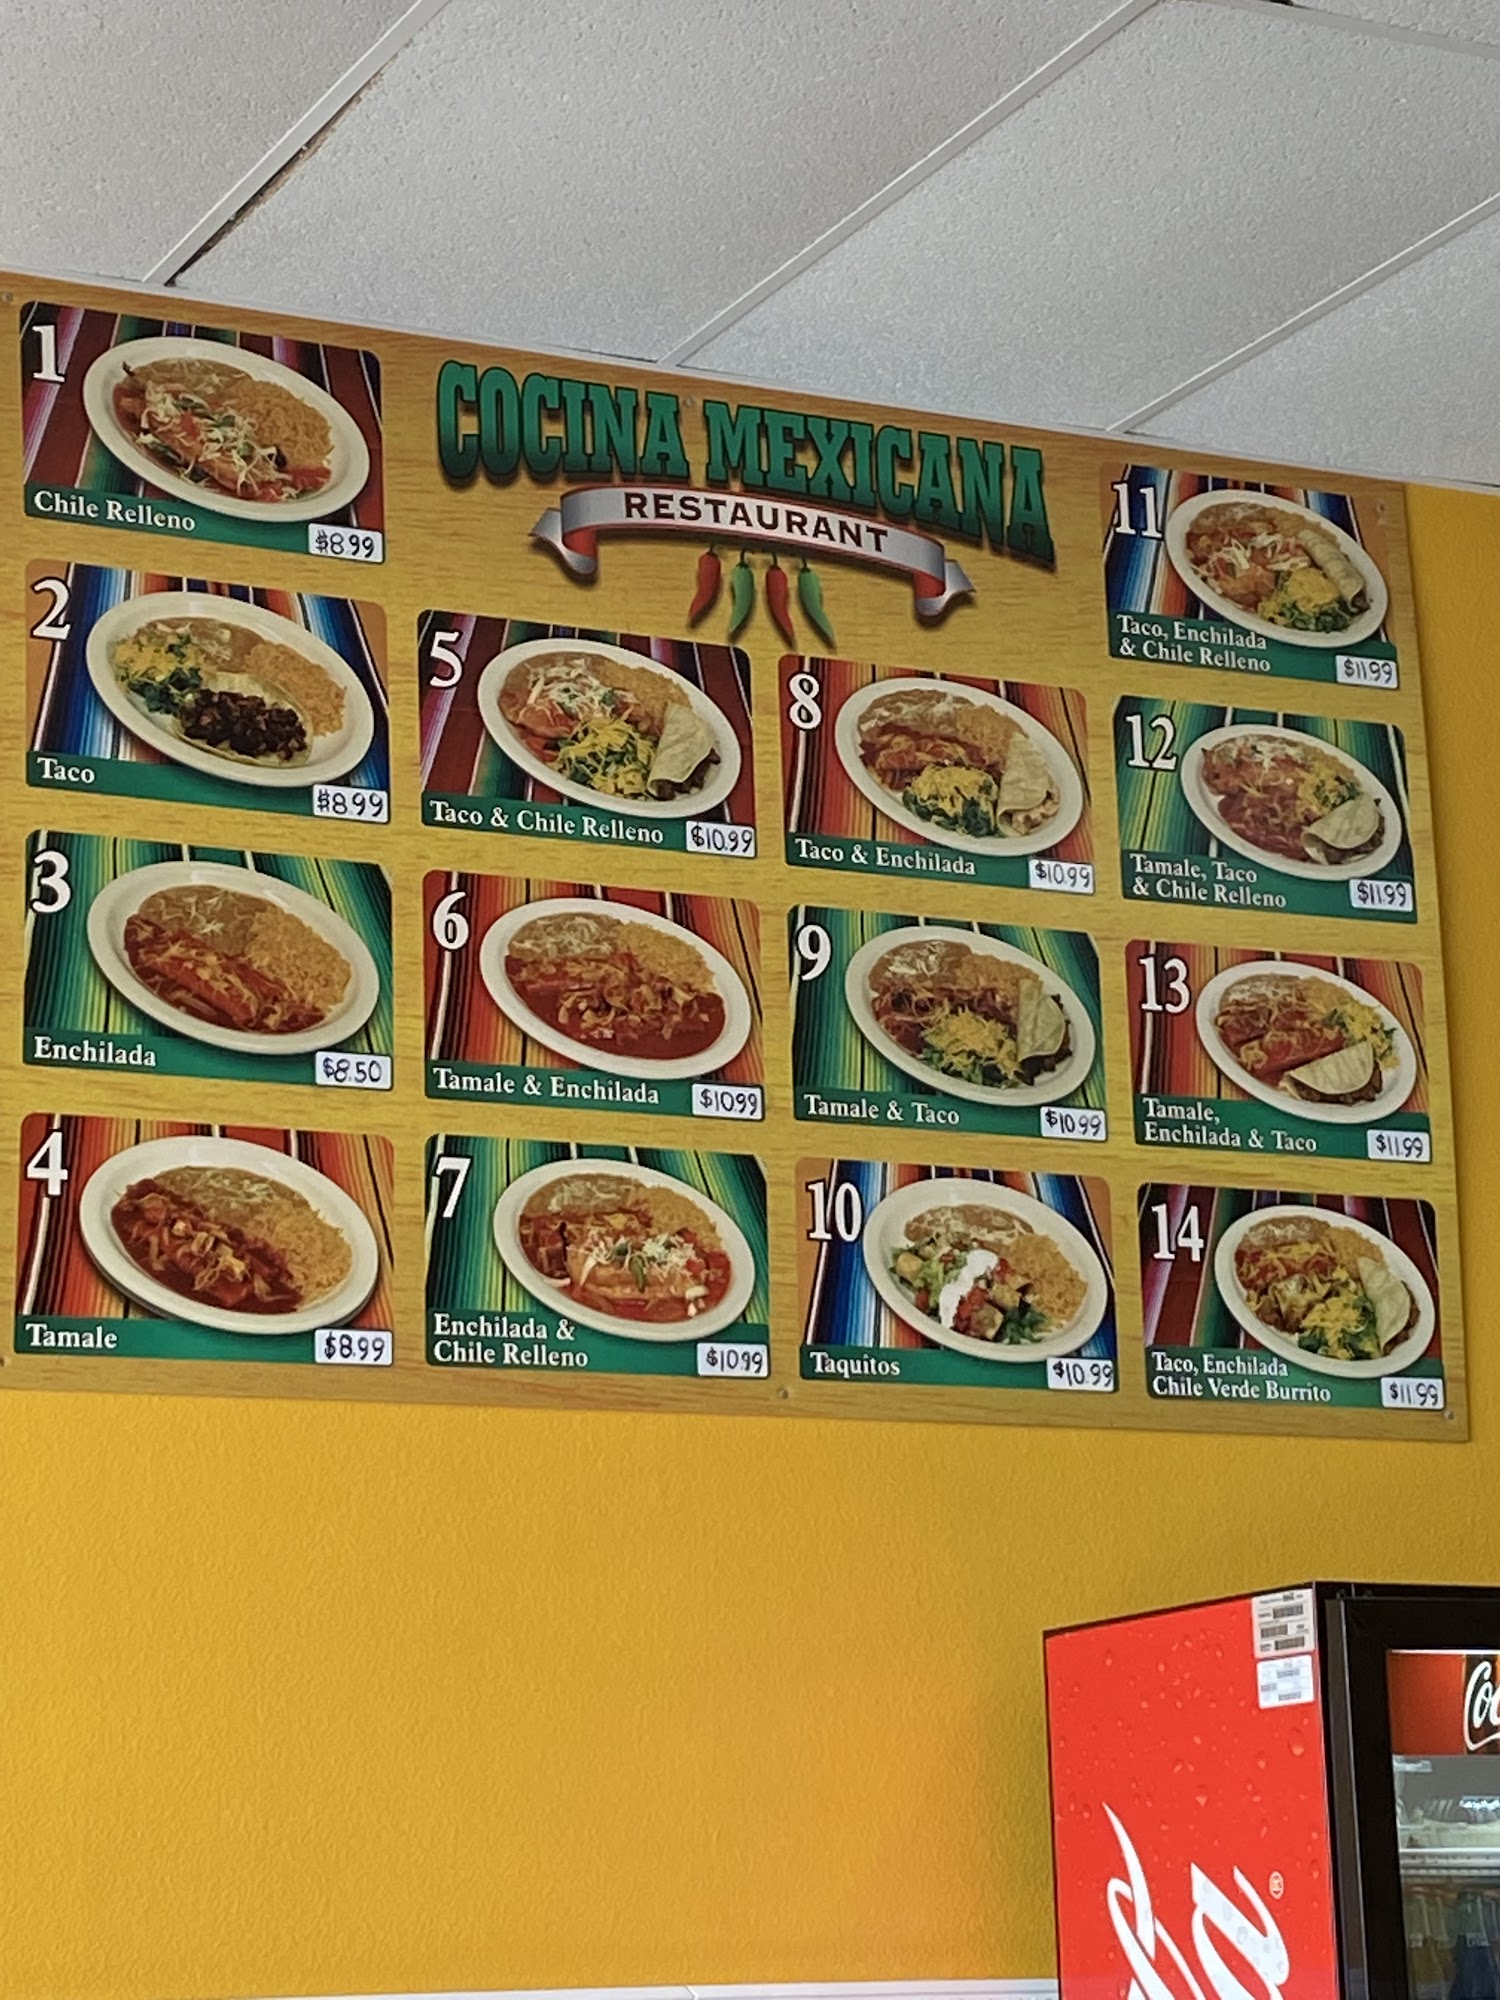 COCINA MEXICANA
RESTAURANT
1
Chile Relleno
$8.99
2
Taco
$8.99
3
Enchilada
$8.50
4
Tamale
$8.99
5
Taco & Chile Relleno
$10.99
6
Tamale & Enchilada
$10.99
7
Enchilada &
Chile Relleno
$10.99
8
Taco & Enchilada
$10.99
9
Tamale & Taco
$10.99
10
Taquitos
$10.99
11
Taco, Enchilada
& Chile Relleno
$11.99
12
Tamale, Taco
& Chile Relleno
$11.99
13
Tamale,
Enchilada & Taco
$11.99
14
Taco, Enchilada
Chile Verde Burrito
$11.99